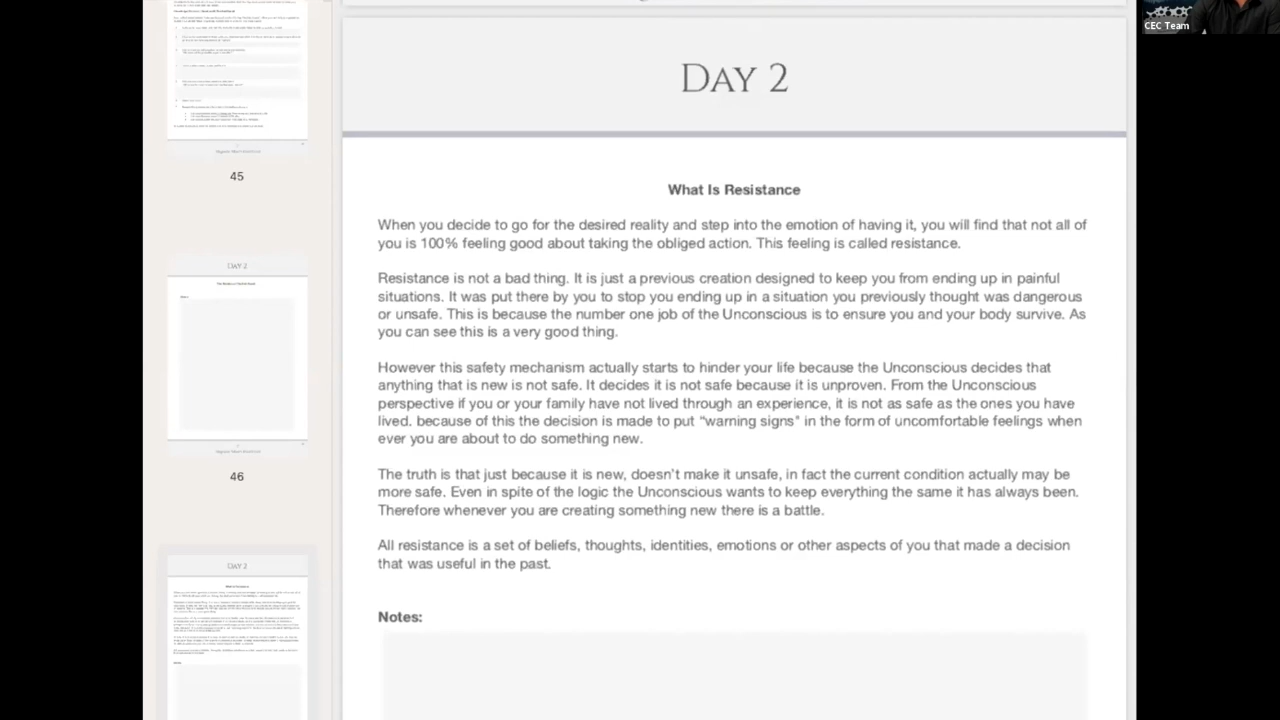 CEC Team
DAY 2
What Is Resistance
When you decide to go for the desired reality and step into the emotion of having it, you will find that not all of
you is 100% feeling good about taking the obliged action. This feeling is called resistance.
Resistance is not a bad thing. It is just a previous creation designed to keep you from ending up in painful
situations. It was put there by you to stop you ending up in a situation you previously thought was dangerous
or unsafe. This is because the number one job of the Unconscious is to ensure you and your body survive. As
you can see this is a very good thing.
However this safety mechanism actually starts to hinder your life because the Unconscious decides that
anything that is new is not safe. It decides it is not safe because it is unproven. From the Unconscious
perspective if you or your family have not lived through an experience, it is not as safe as the ones you have
lived. because of this the decision is made to put “warning signs” in the form of uncomfortable feelings when
ever you are about to do something new.
The truth is that just because it is new, doesn’t make it unsafe, in fact the current condition actually may be
more safe. Even in spite of the logic the Unconscious wants to keep everything the same it has always been.
Therefore whenever you are creating something new there is a battle.
All resistance is a set of beliefs, thoughts, identities, emotions or other aspects of you that made a decision
that was useful in the past.
Notes:
45
DAY 2
46
DAY 2